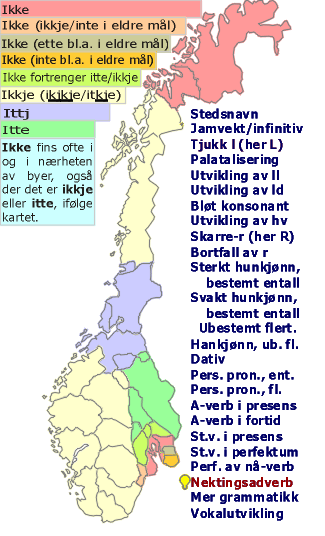 Ikke
Ikke (ikkje/inte i eldre mål)
Ikke (ette bl.a. i eldre mål)
Ikke (inte bl.a. i eldre mål)
Ikke fortrenger itte/ikkje
Ikkje (ikikje/itkje)
Ittj
Itte
Ikke fins ofte i
og i nærheten
av byer, også
der det er ikkje
eller itte, ifølge
kartet.
Stedsnavn
Jamvekt/infinitiv
Tjukk l (her L)
Palatalisering
Utvikling av ll
Utvikling av ld
Bløt konsonant
Utvikling av hv
Skarre-r (her R)
Bortfall av r
Sterkt hunkjønn,
bestemt entall
Svakt hunkjønn,
bestemt entall
Ubestemt flert.
Hankjønn, ub. fl.
Dativ
Pers. pron., ent.
Pers. pron., fl.
A-verb i presens
A-verb i fortid
St.v. i presens
St.v. i perfektum
Perf. av nå-verb
Nektingsadverb
Mer grammatikk
Vokalutvikling